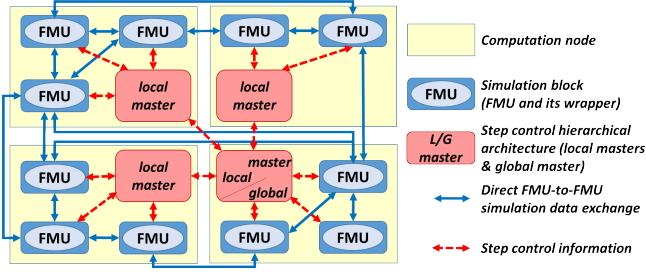 FMU
FMU
FMU
FMU
FMU
local
master
local
master
FMU
local
master
master
local
global
FMU
FMU
FMU
FMU
FMU
Computation node
FMU
Simulation block
(FMU and its wrapper)
L/G
master
Step control hierarchical
architecture (local masters
& global master)
Direct FMU-to-FMU
simulation data exchange
Step control information